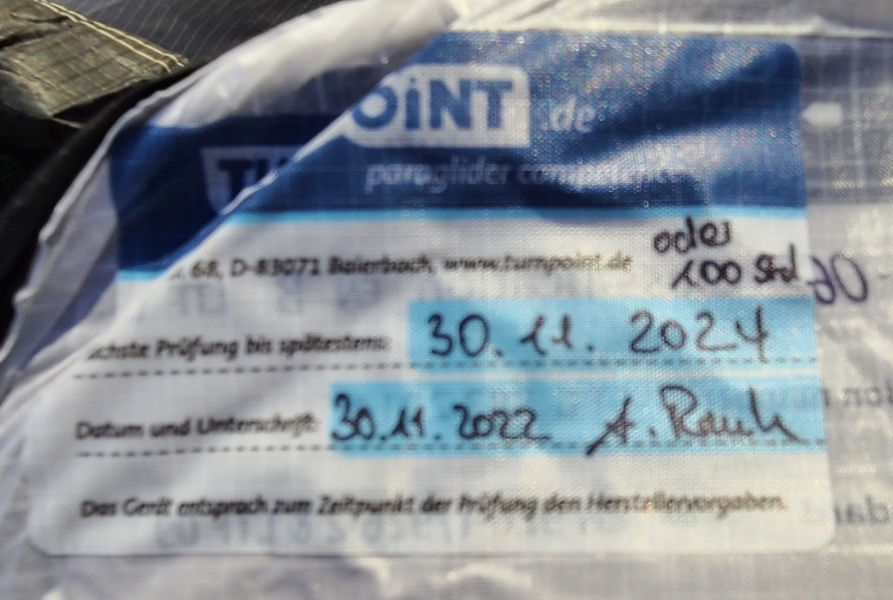 OiNT .de
paraglider competence
68, D-83071 Baierbach, www.turnpoint.de
oder
100 Std
Prüfung bis spätestens: 30.11.2024
Datum und Unterschrift: 30.11.2022 A. Rauh
Das Gerät entsprach zum Zeitpunkt der Prüfung den Herstellervorgaben.